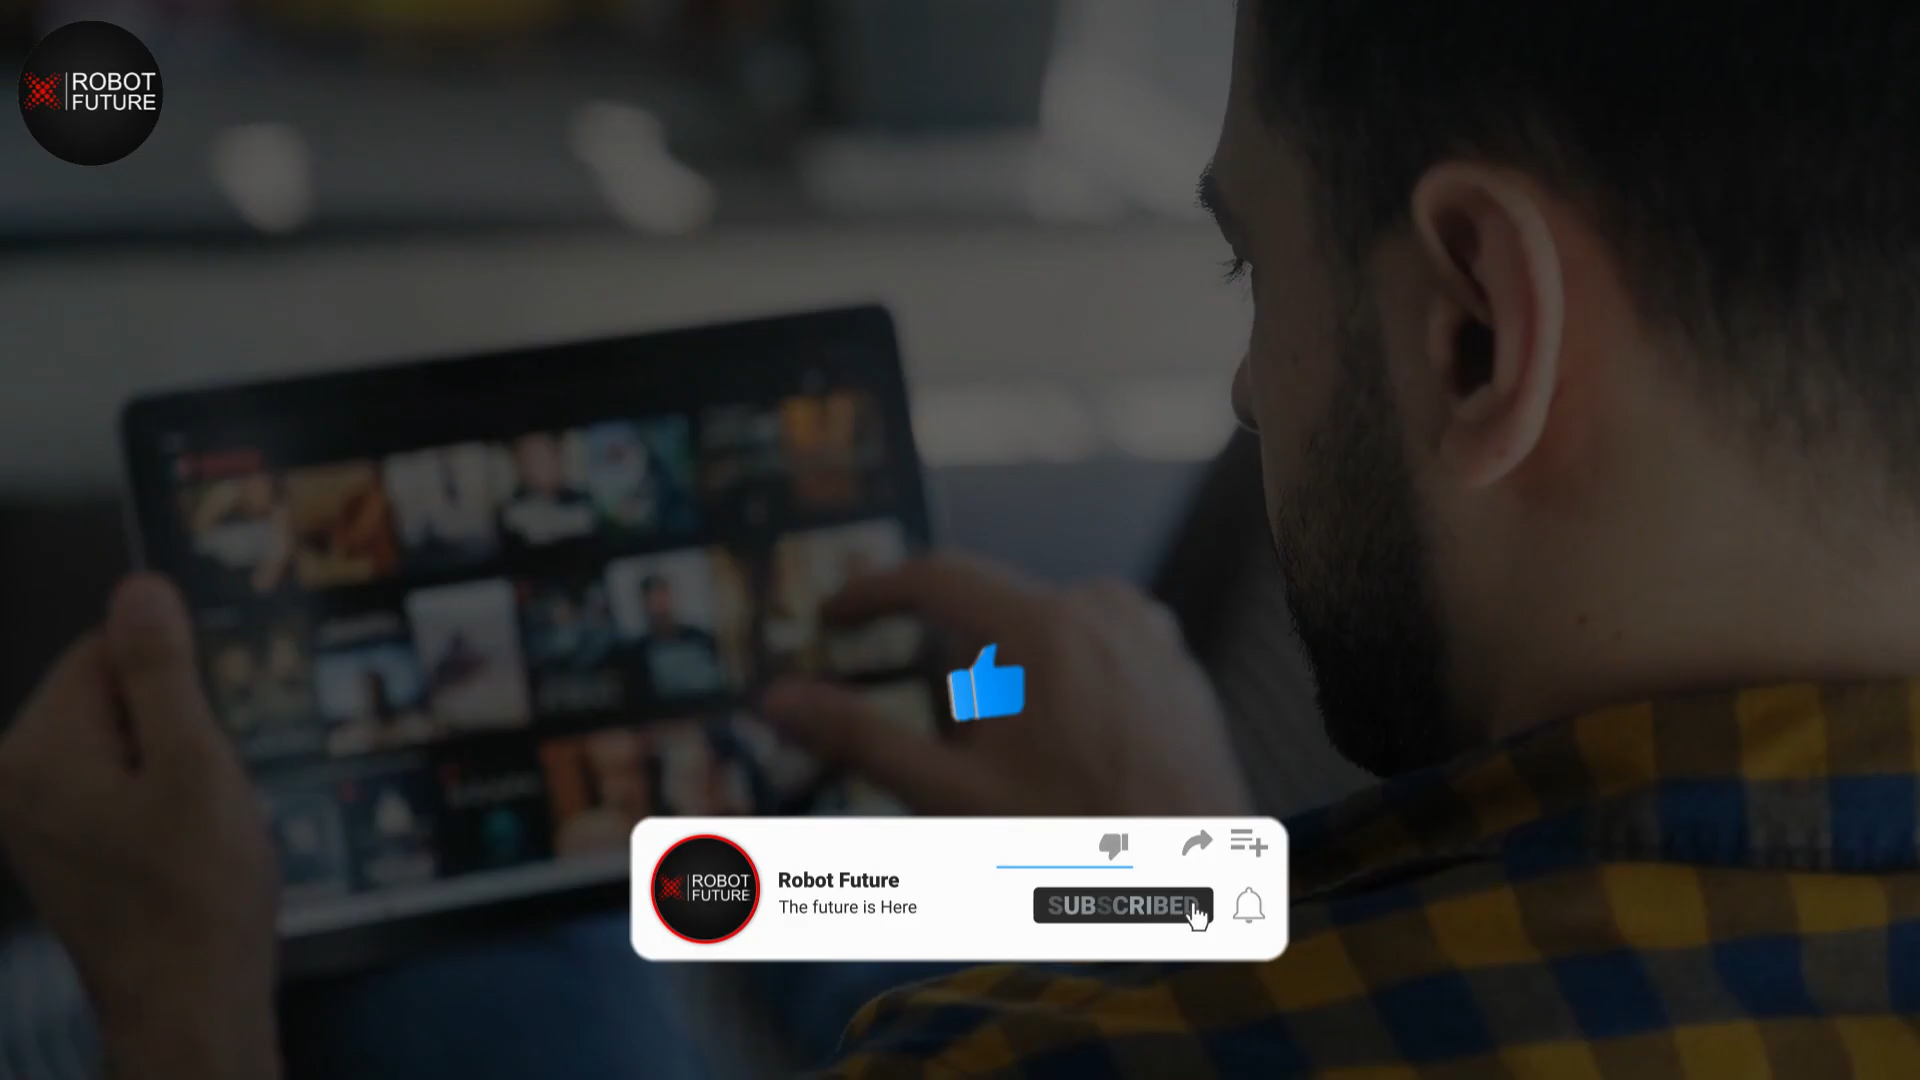 ROBOT
FUTURE
ROBOT
FUTURE
Robot Future
The future is Here
SUBSCRIBED